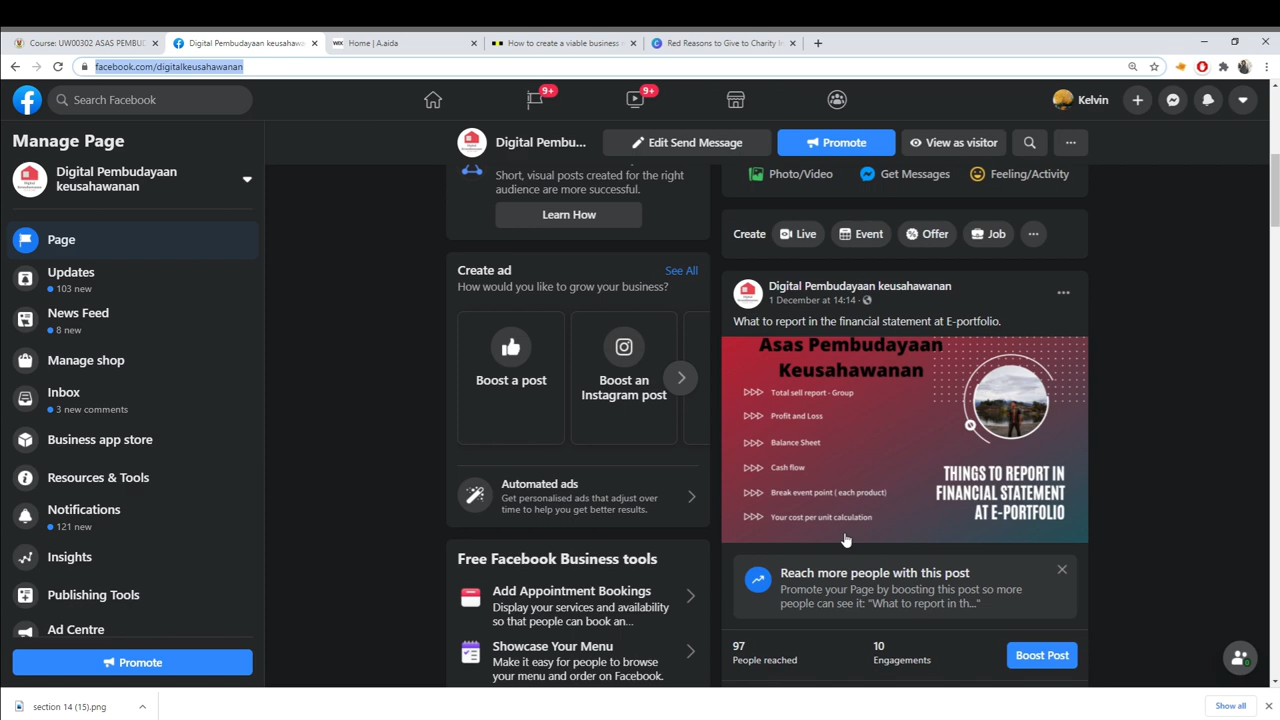 Course: UW00302 ASAS PEMBUD
Digital Pembudayaan keusahawa
Home | A.aida
How to create a viable business
Red Reasons to Give to Charity In
facebook.com/digitalkeusahawanan
Search Facebook
9+
9+
Kelvin
Manage Page
Digital Pembudayaan
keusahawanan
Page
Updates
103 new
News Feed
8 new
Manage shop
Inbox
3 new comments
Business app store
Resources & Tools
Notifications
121 new
Insights
Publishing Tools
Ad Centre
Promote
Digital Pembu...
Edit Send Message
Promote
View as visitor
Short, visual posts created for the right
audience are more successful.
Learn How
Create ad
See All
How would you like to grow your business?
Boost a post
Boost an
Instagram post
Automated ads
Get personalised ads that adjust over
time to help you get better results.
Free Facebook Business tools
Add Appointment Bookings
Display your services and availability
so that people can book an...
Showcase Your Menu
Make it easy for people to browse
your menu and order on Facebook.
Photo/Video
Get Messages
Feeling/Activity
Create
Live
Event
Offer
Job
Digital Pembudayaan keusahawanan
1 December at 14:14
What to report in the financial statement at E-portfolio.
Asas Pembudayaan
Keusahawanan
Total sell report - Group
Profit and Loss
Balance Sheet
Cash flow
Break event point ( each product)
Your cost per unit calculation
THINGS TO REPORT IN
FINANCIAL STATEMENT
AT E-PORTFOLIO
Reach more people with this post
Promote your Page by boosting this post so more
people can see it: "What to report in th..."
97
People reached
10
Engagements
Boost Post
0
section 14 (15).png
Show all